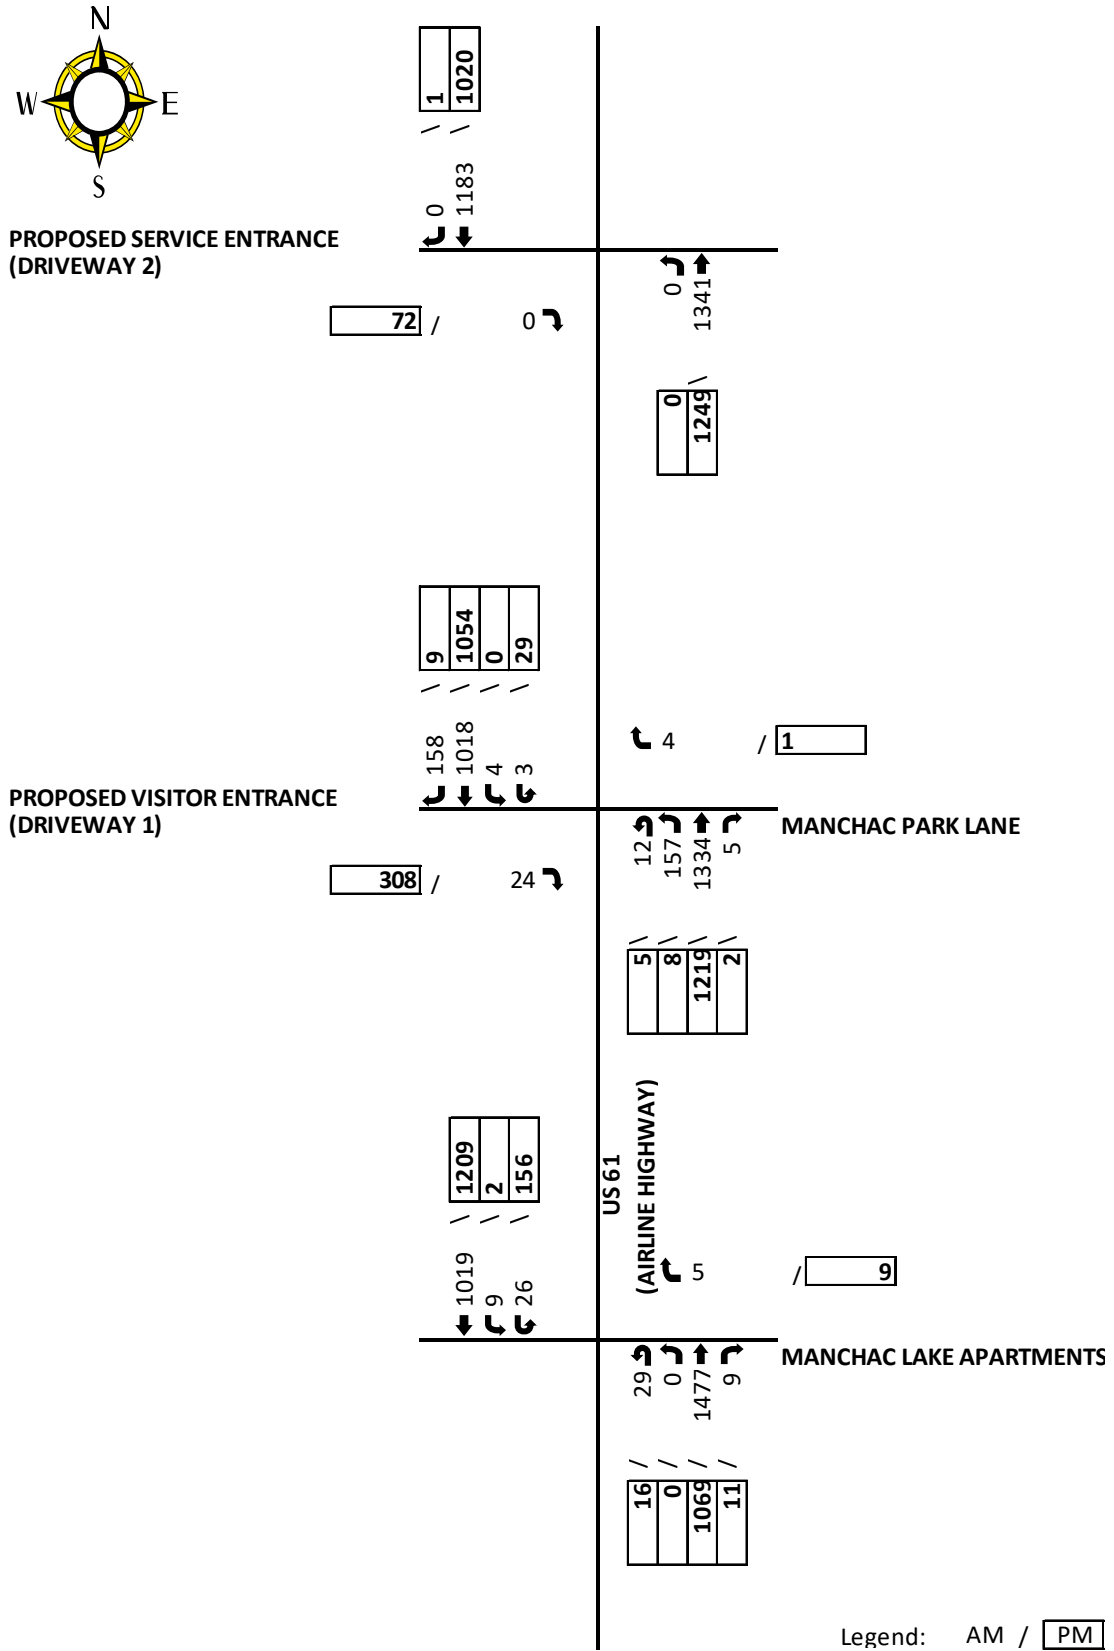 N
W E
S
1
1020
/ /
0
1183
PROPOSED SERVICE ENTRANCE
(DRIVEWAY 2)
0
1341
72 / 0
/
0
1249
9
1054
0
29
/ / / /
158
1018
4
3
4 / 1
PROPOSED VISITOR ENTRANCE
(DRIVEWAY 1)
MANCHAC PARK LANE
12
157
1334
5
308 / 24
/ / / /
5
8
1219
2
US 61
(AIRLINE HIGHWAY)
1209
2
156
/ / /
1019
9
26
5 / 9
MANCHAC LAKE APARTMENTS
29
0
1477
9
/ / / /
16
0
1069
11
Legend: AM / PM